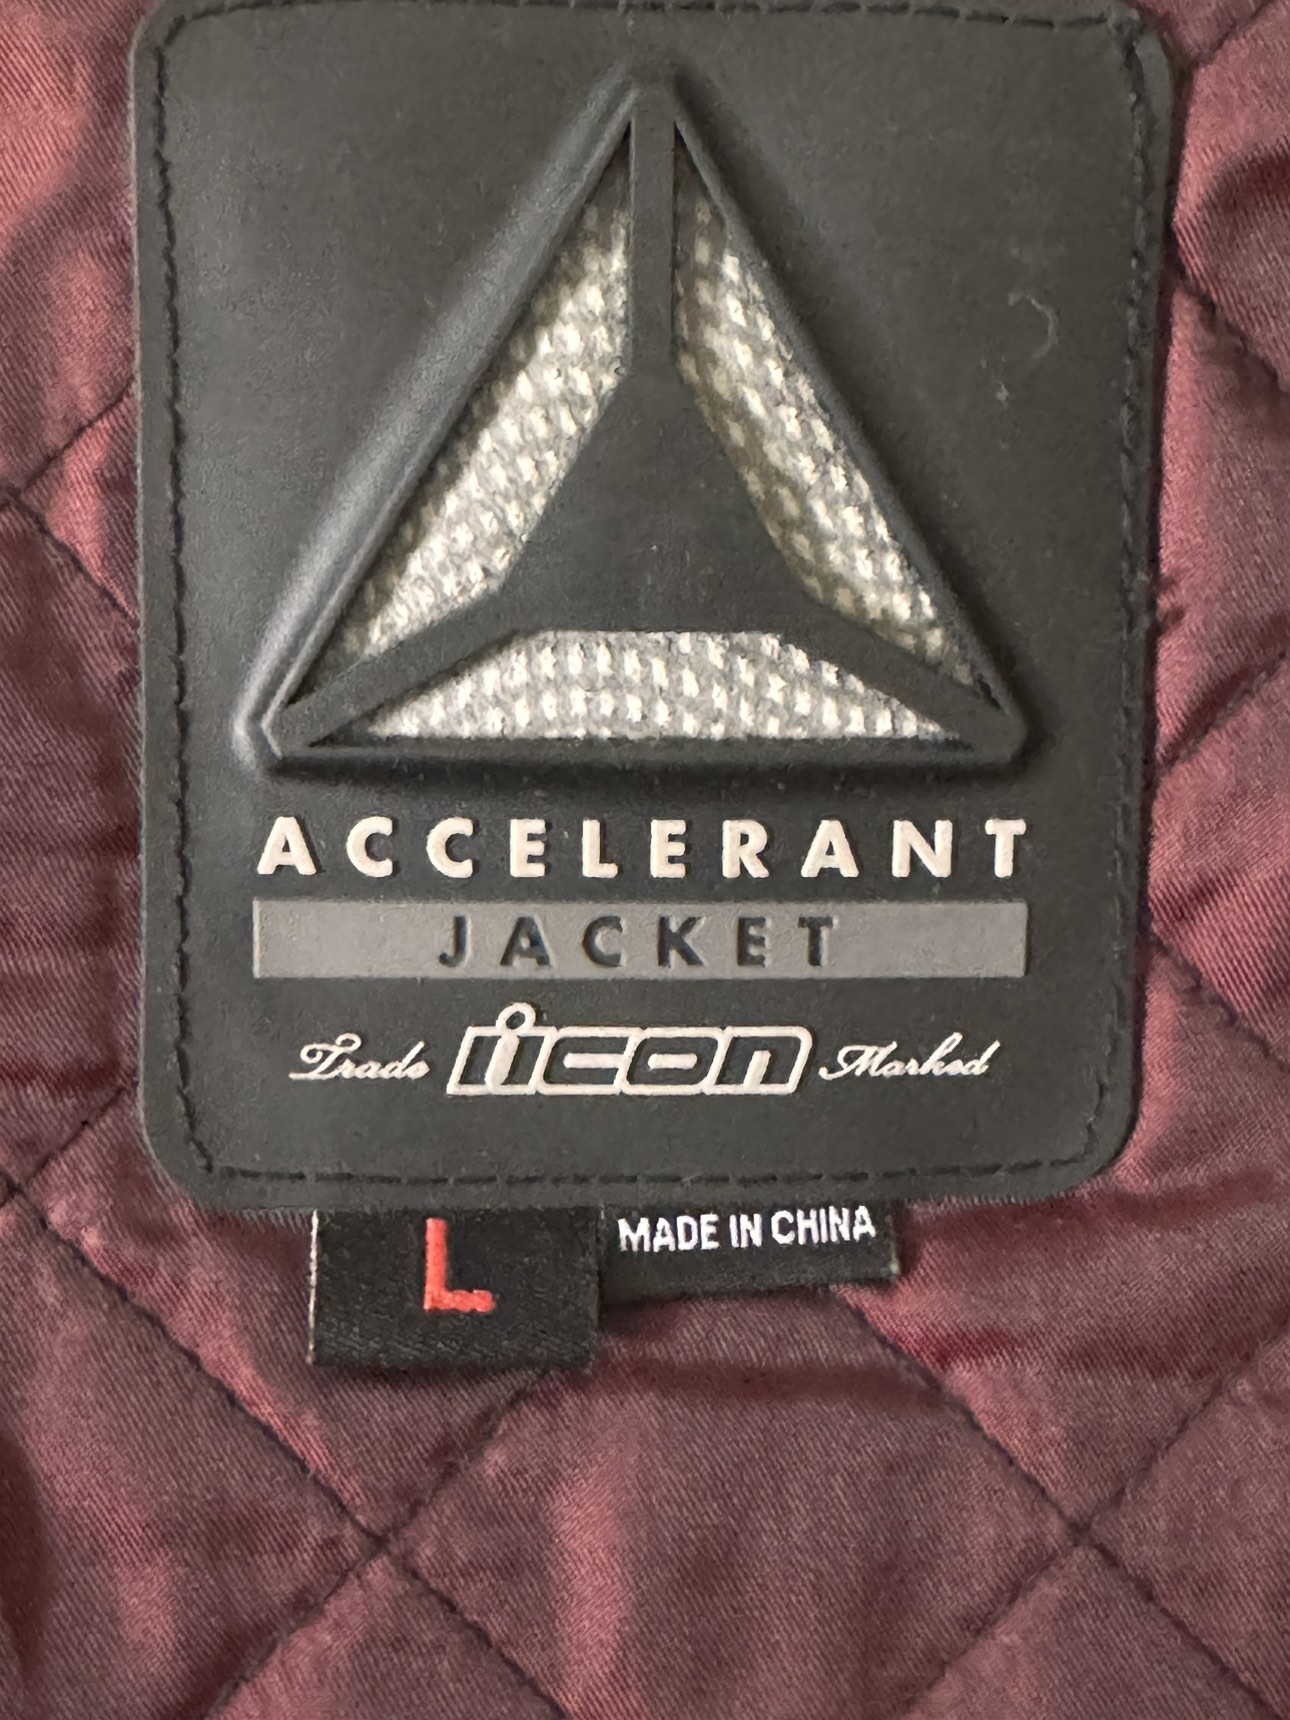 ACCELERANT
JACKET
Trade icon Marked
L
MADE IN CHINA